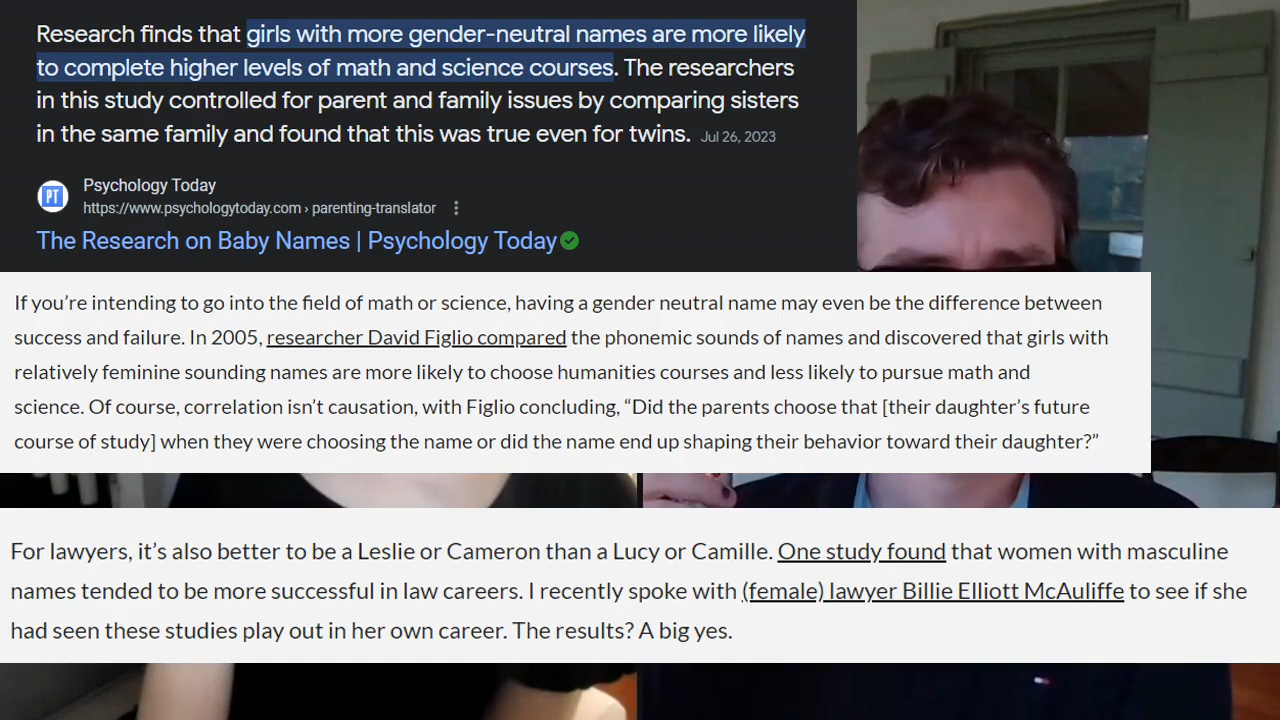 Research finds that girls with more gender-neutral names are more likely
to complete higher levels of math and science courses. The researchers
in this study controlled for parent and family issues by comparing sisters
in the same family and found that this was true even for twins. Jul 26, 2023
PT
Psychology Today
https://www.psychologytoday.com › parenting-translator
The Research on Baby Names | Psychology Today
If you’re intending to go into the field of math or science, having a gender neutral name may even be the difference between
success and failure. In 2005, researcher David Figlio compared the phonemic sounds of names and discovered that girls with
relatively feminine sounding names are more likely to choose humanities courses and less likely to pursue math and
science. Of course, correlation isn’t causation, with Figlio concluding, “Did the parents choose that [their daughter’s future
course of study] when they were choosing the name or did the name end up shaping their behavior toward their daughter?”
For lawyers, it’s also better to be a Leslie or Cameron than a Lucy or Camille. One study found that women with masculine
names tended to be more successful in law careers. I recently spoke with (female) lawyer Billie Elliott McAuliffe to see if she
had seen these studies play out in her own career. The results? A big yes.